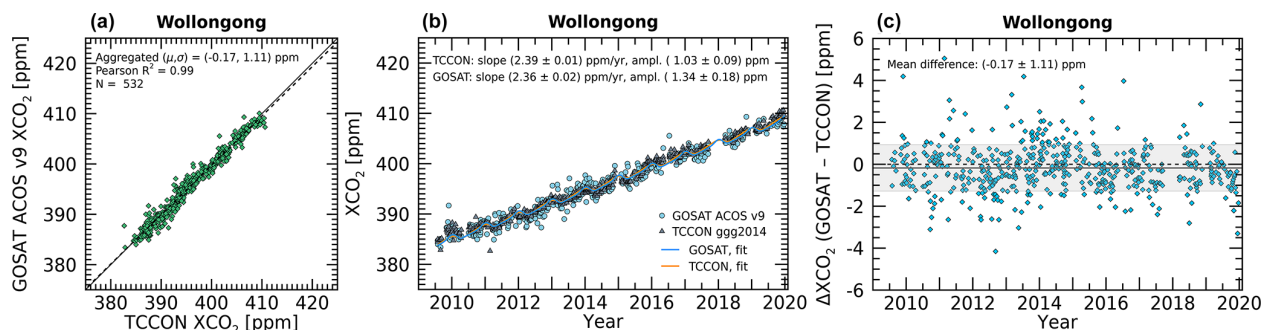 (a) Wollongong
Aggregated (μ,σ) = (-0.17, 1.11) ppm
Pearson R² = 0.99
N = 532
GOSAT ACOS v9 XCO₂ [ppm]
420
410
400
390
380
380 390 400 410 420
TCCON XCO₂ [ppm]
(b) Wollongong
TCCON: slope (2.39 ± 0.01) ppm/yr, ampl. ( 1.03 ± 0.09) ppm
GOSAT: slope (2.36 ± 0.02) ppm/yr, ampl. ( 1.34 ± 0.18) ppm
XCO₂ [ppm]
420
410
400
390
380
GOSAT ACOS v9
TCCON ggg2014
GOSAT, fit
TCCON, fit
2010 2012 2014 2016 2018 2020
Year
(c) Wollongong
Mean difference: (-0.17 ± 1.11) ppm
ΔXCO₂ (GOSAT – TCCON) [ppm]
6
4
2
0
-2
-4
-6
2010 2012 2014 2016 2018 2020
Year